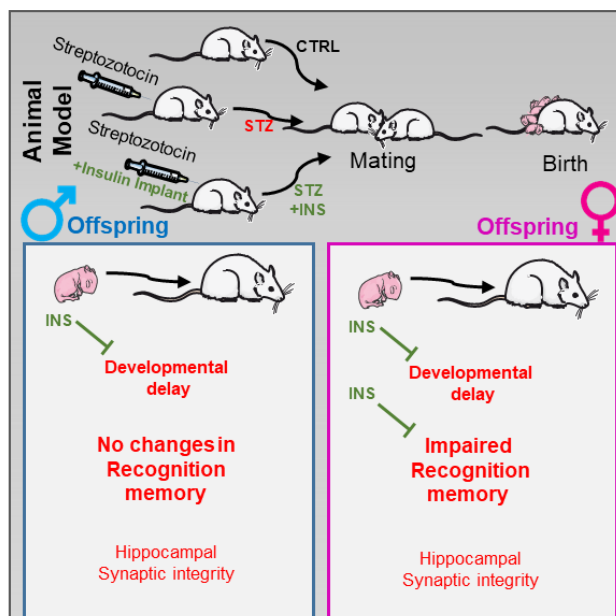 Animal
Model
Streptozotocin
CTRL
Streptozotocin
STZ
+Insulin implant
STZ
+INS
Mating
Birth
Offspring
INS
Developmental
delay
No changes in
Recognition
memory
Hippocampal
Synaptic integrity
Offspring
INS
Developmental
delay
INS
Impaired
Recognition
memory
Hippocampal
Synaptic integrity